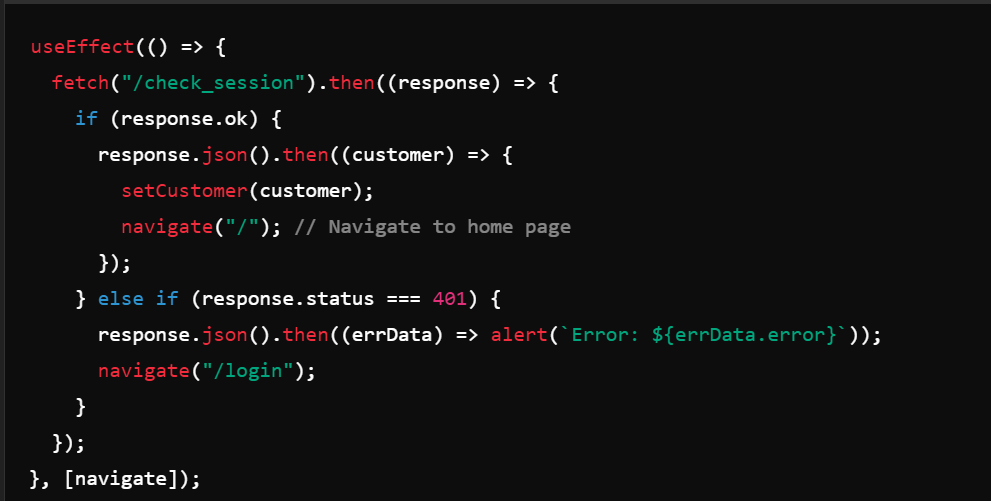 useEffect(() => {
  fetch("/check_session").then((response) => {
    if (response.ok) {
      response.json().then((customer) => {
        setCustomer(customer);
        navigate("/"); // Navigate to home page
      });
    } else if (response.status === 401) {
      response.json().then((errData) => alert(`Error: ${errData.error}`));
      navigate("/login");
    }
  });
}, [navigate]);